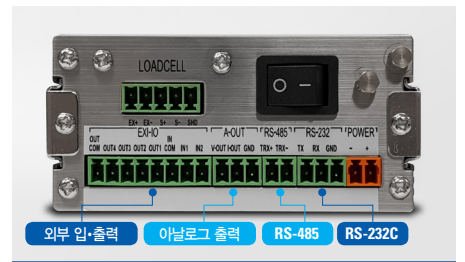 LOADCELL
EX+ EX- S+ S- SHD
EXI-IO A-OUT RS-485 RS-232 POWER
OUT COM OUT4 OUT3 OUT2 OUT1 IN COM IN1 IN2 V-OUT I-OUT GND TRX+ TRX- TX RX GND - +
외부 입·출력 아날로그 출력 RS-485 RS-232C